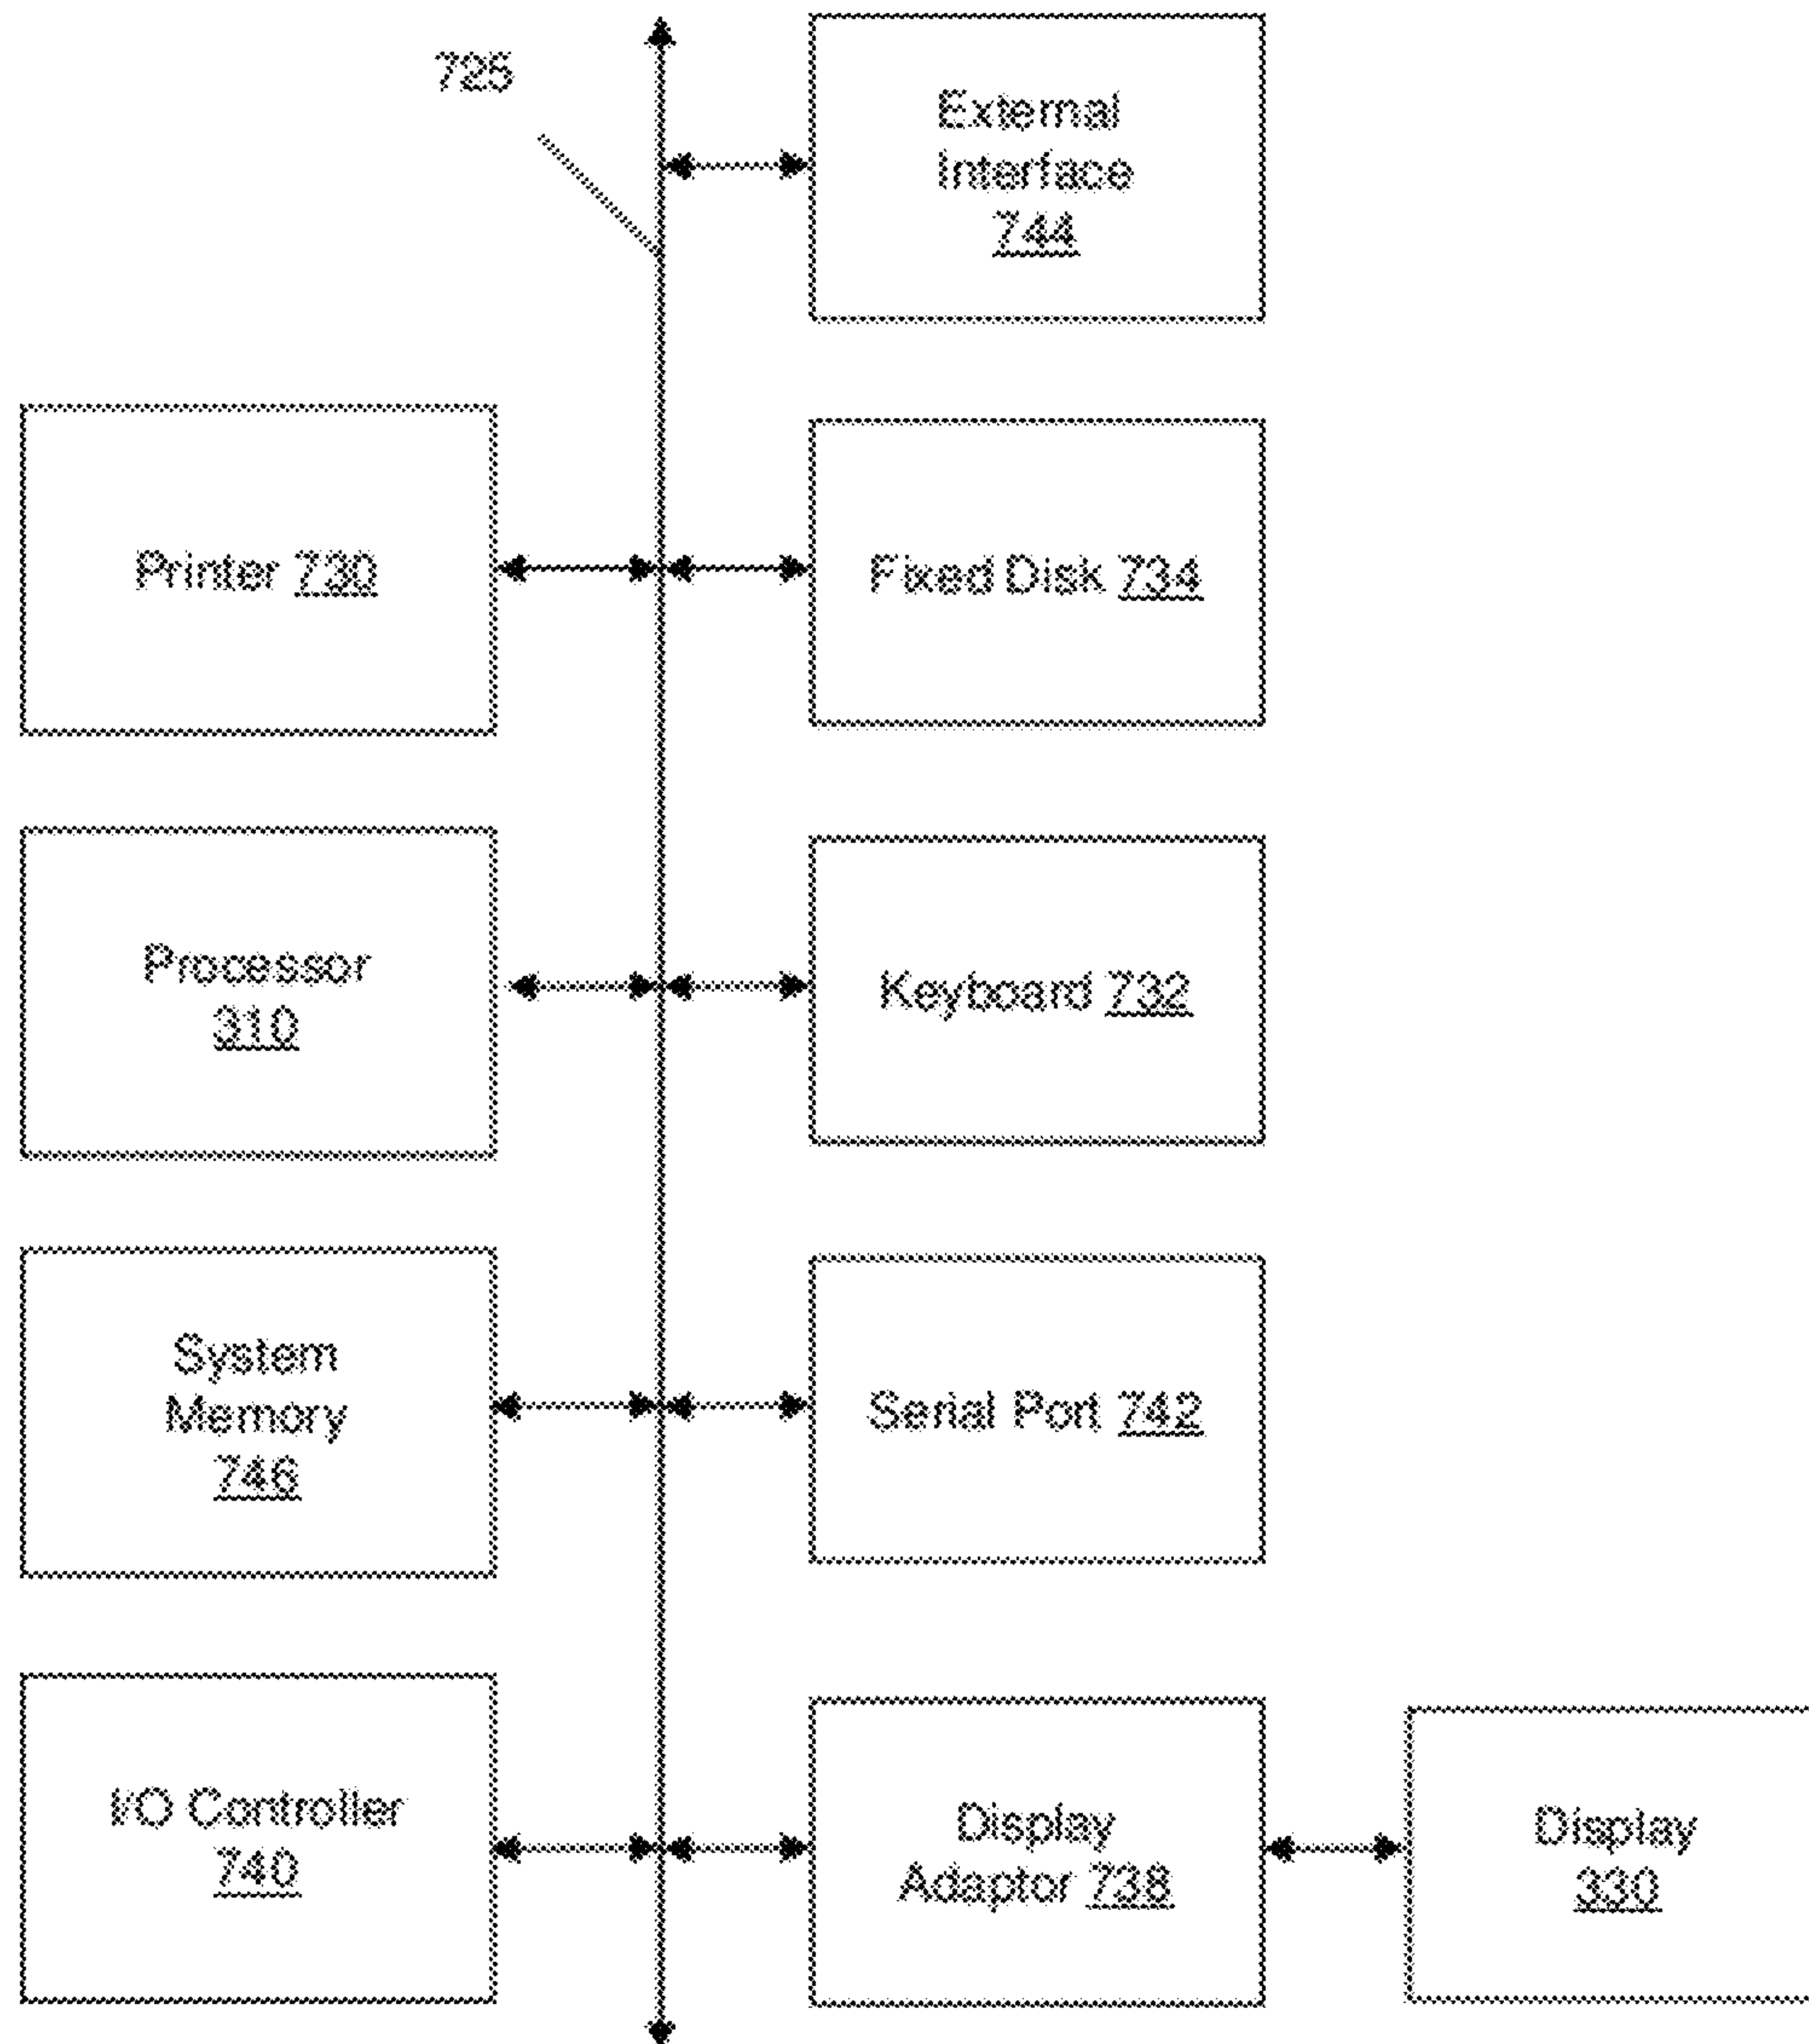 725
External
Interface
744
Printer 730
Fixed Disk 734
Processor
310
Keyboard 732
System
Memory
746
Serial Port 742
I/O Controller
740
Display
Adaptor 738
Display
330